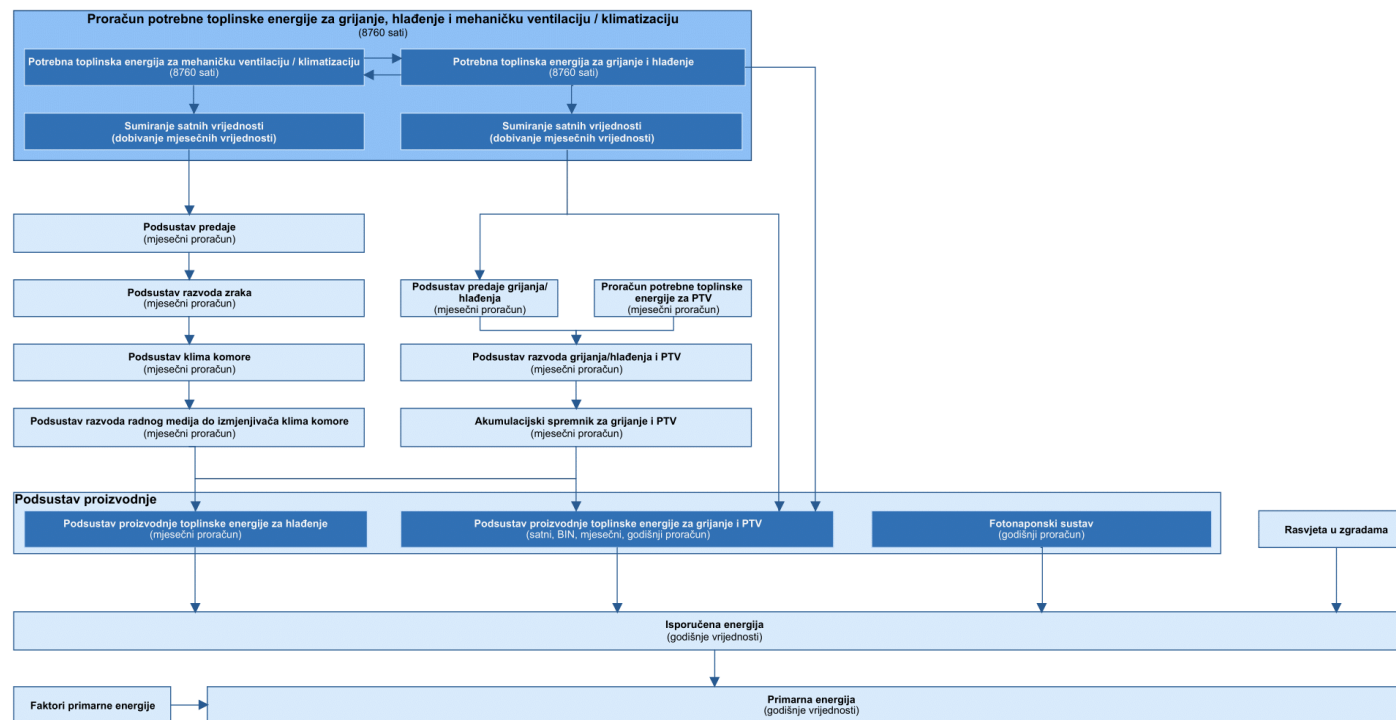 Proračun potrebne toplinske energije za grijanje, hlađenje i mehaničku ventilaciju / klimatizaciju
(8760 sati)
Potrebna toplinska energija za mehaničku ventilaciju / klimatizaciju
(8760 sati)
Potrebna toplinska energija za grijanje i hlađenje
(8760 sati)
Sumiranje satnih vrijednosti
(dobivanje mjesečnih vrijednosti)
Sumiranje satnih vrijednosti
(dobivanje mjesečnih vrijednosti)
Podsustav predaje
(mjesečni proračun)
Podsustav razvoda zraka
(mjesečni proračun)
Podsustav predaje grijanja/
hlađenja
(mjesečni proračun)
Proračun potrebne toplinske
energije za PTV
(mjesečni proračun)
Podsustav klima komore
(mjesečni proračun)
Podsustav razvoda grijanja/hlađenja i PTV
(mjesečni proračun)
Podsustav razvoda radnog medija do izmjenjivača klima komore
(mjesečni proračun)
Akumulacijski spremnik za grijanje i PTV
(mjesečni proračun)
Podsustav proizvodnje
Podsustav proizvodnje toplinske energije za hlađenje
(mjesečni proračun)
Podsustav proizvodnje toplinske energije za grijanje i PTV
(satni, BIN, mjesečni, godišnji proračun)
Fotonaponski sustav
(godišnji proračun)
Rasvjeta u zgradama
Isporučena energija
(godišnje vrijednosti)
Faktori primarne energije
Primarna energija
(godišnje vrijednosti)